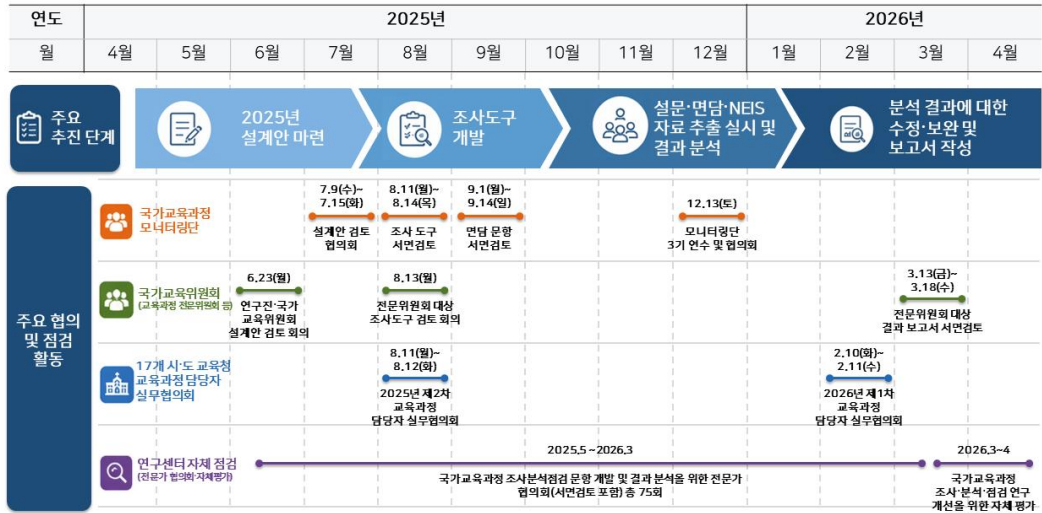 연도 2025년 2026년
월 4월 5월 6월 7월 8월 9월 10월 11월 12월 1월 2월 3월 4월
주요
추진 단계
2025년
설계안 마련
조사도구
개발
설문·면담·NEIS
자료 추출 실시 및
결과 분석
분석 결과에 대한
수정·보완 및
보고서 작성
주요 협의
및 점검
활동
국가교육과정
모니터링단
7.9(수)~
7.15(화)
설계안 검토
협의회
8.11(월)~
8.14(목)
조사 도구
서면검토
9.1(월)~
9.14(일)
면담 문항
서면검토
12.13(토)
모니터링단
3기 연수 및 협의회
국가교육위원회
(교육과정 전문위원회 등)
6.23(월)
연구진·국가
교육위원회
설계안 검토 회의
8.13(월)
전문위원회 대상
조사도구 검토 회의
3.13(금)~
3.18(수)
전문위원회 대상
결과 보고서 서면검토
17개 시·도 교육청
교육과정 담당자
실무협의회
8.11(월)~
8.12(화)
2025년 제2차
교육과정
담당자 실무협의회
2.10(화)~
2.11(수)
2026년 제1차
교육과정
담당자 실무협의회
연구센터 자체 점검
(전문가 협의회·자체평가)
2025.5 ~2026.3
국가교육과정 조사분석점검 문항 개발 및 결과 분석을 위한 전문가
협의회(서면검토 포함) 총 75회
2026.3~4
국가교육과정
조사·분석·점검 연구
개선을 위한 자체 평가